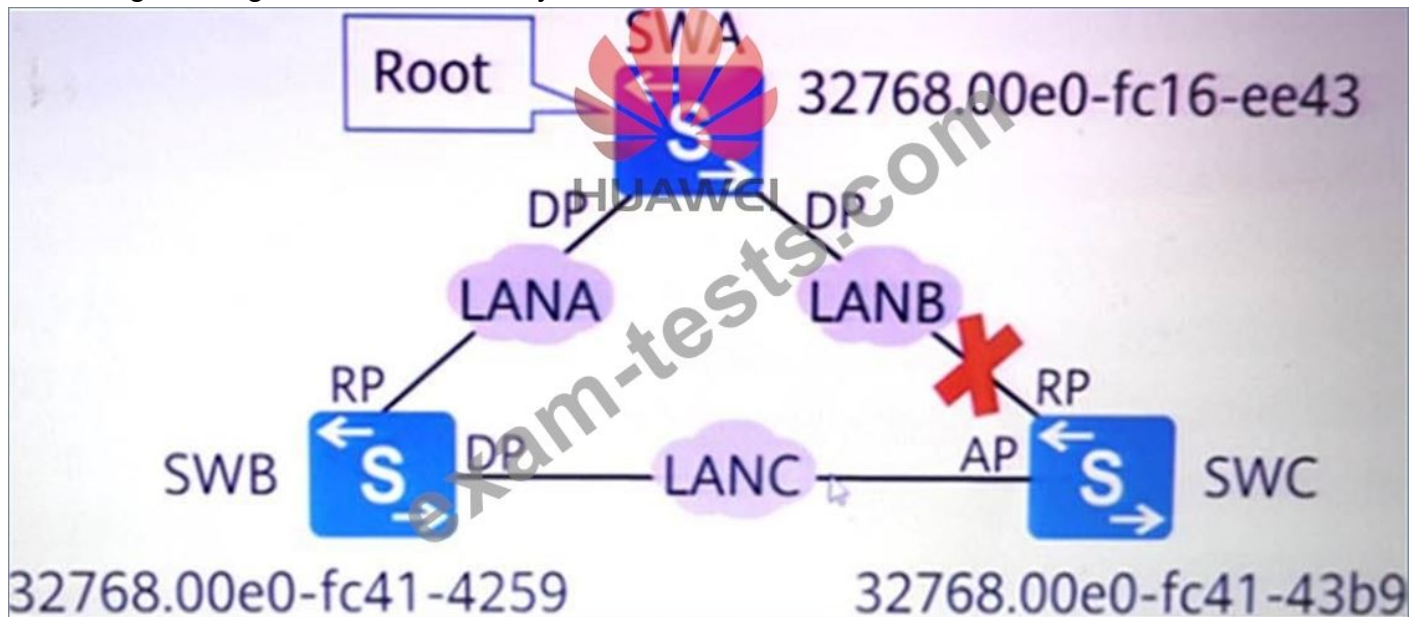 SWA
Root
32768.00e0-fc16-ee43
HUAWEI
DP
DP
LANA
LANB
RP
RP
SWB
S
DP
LANC
AP
S
SWC
S
exam-tests.com
32768.00e0-fc41-4259
32768.00e0-fc41-43b9